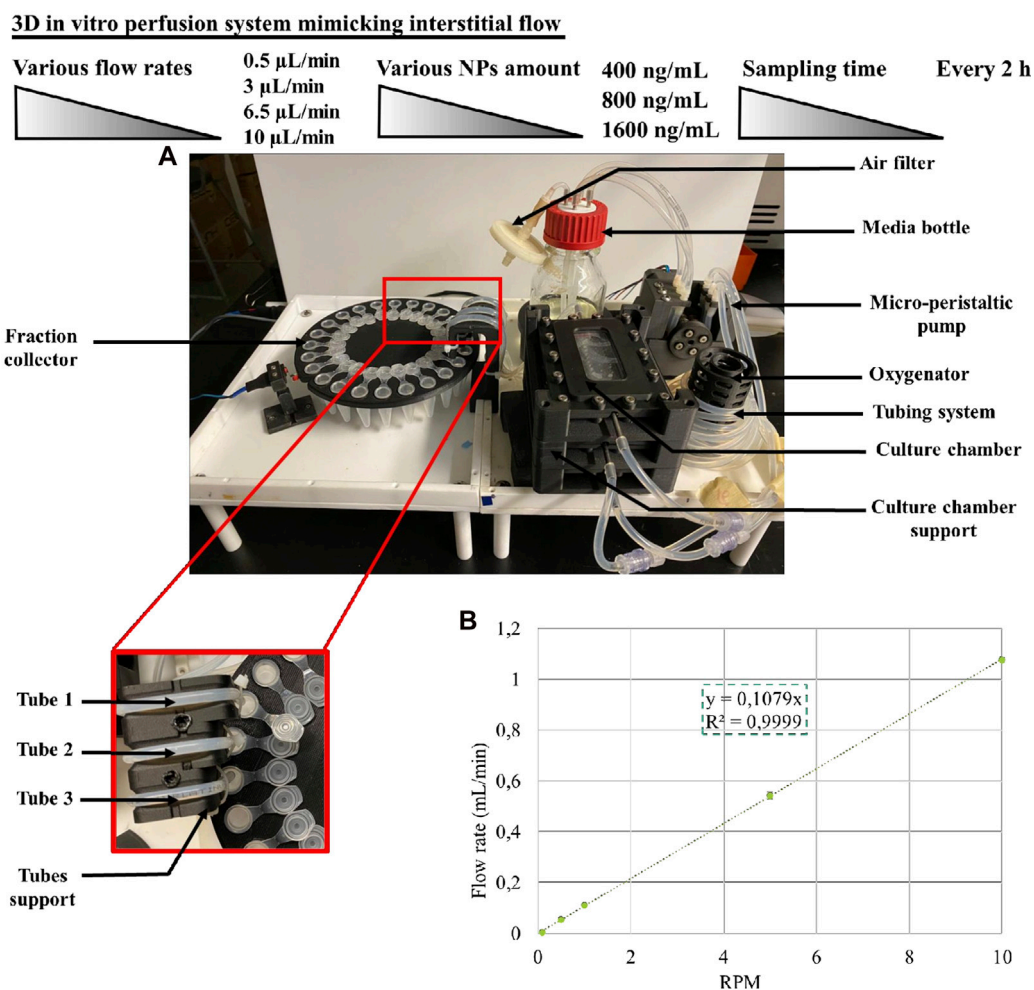 3D in vitro perfusion system mimicking interstitial flow
Various flow rates
0.5 µL/min
3 µL/min
6.5 µL/min
10 µL/min
Various NPs amount
400 ng/mL
800 ng/mL
1600 ng/mL
Sampling time
Every 2 h
A
Air filter
Media bottle
Micro-peristaltic
pump
Oxygenator
Tubing system
Culture chamber
Culture chamber
support
Fraction
collector
Tube 1
Tube 2
Tube 3
Tubes
support
B
1,2
1
0,8
0,6
0,4
0,2
0
y = 0,1079x
R² = 0,9999
Flow rate (mL/min)
0 2 4 6 8 10
RPM